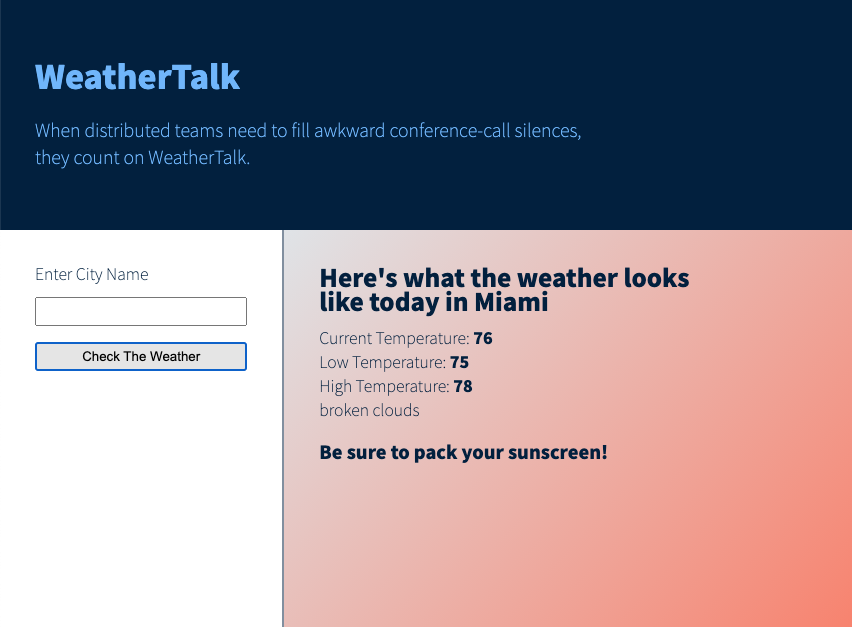 WeatherTalk
When distributed teams need to fill awkward conference-call silences,
they count on WeatherTalk.
Enter City Name
Check The Weather
Here's what the weather looks
like today in Miami
Current Temperature: 76
Low Temperature: 75
High Temperature: 78
broken clouds
Be sure to pack your sunscreen!